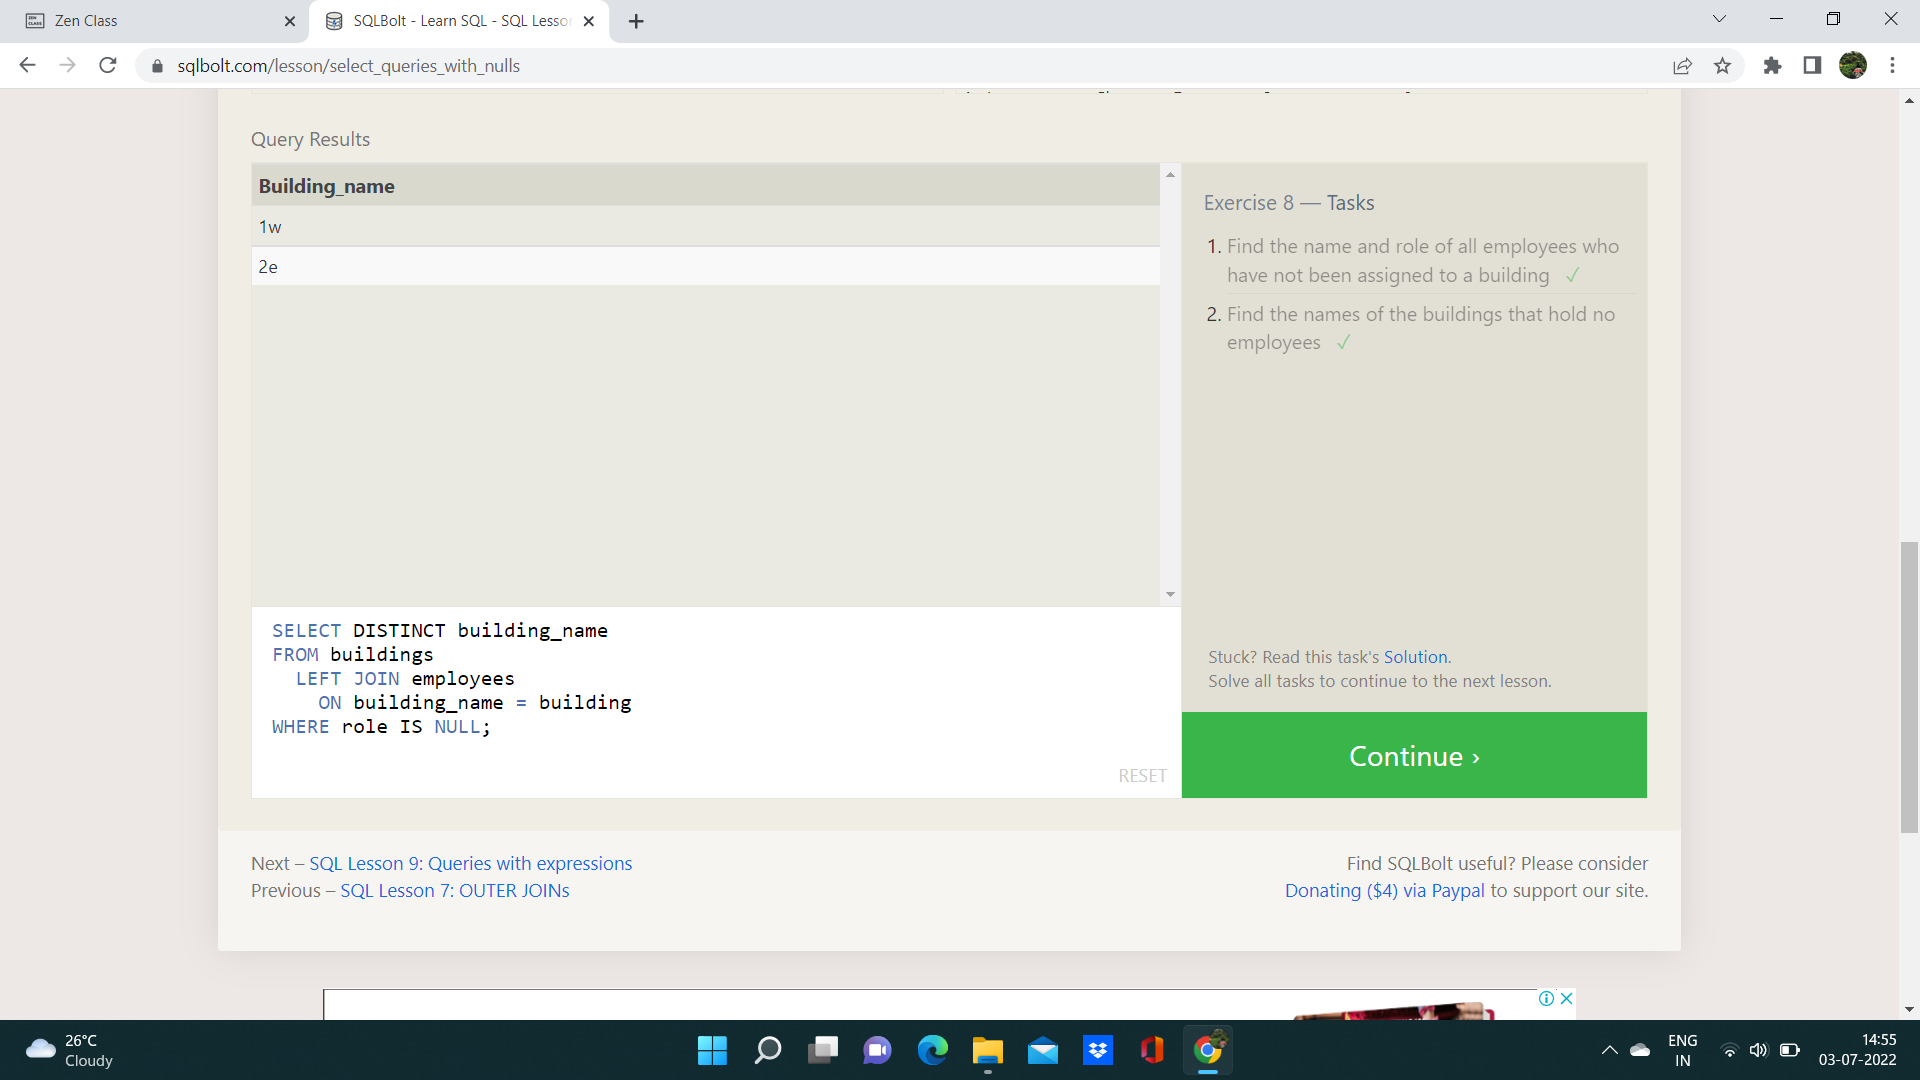 Zen Class
SQLBolt - Learn SQL - SQL Lesso
sqlbolt.com/lesson/select_queries_with_nulls
Query Results
Building_name
1w
2e
Exercise 8 — Tasks
1. Find the name and role of all employees who
have not been assigned to a building ✓
2. Find the names of the buildings that hold no
employees ✓
SELECT DISTINCT building_name
FROM buildings
LEFT JOIN employees
ON building_name = building
WHERE role IS NULL;
RESET
Stuck? Read this task's Solution.
Solve all tasks to continue to the next lesson.
Continue ›
Next – SQL Lesson 9: Queries with expressions
Previous – SQL Lesson 7: OUTER JOINs
Find SQLBolt useful? Please consider
Donating ($4) via Paypal to support our site.
26°C
Cloudy
ENG
IN
14:55
03-07-2022